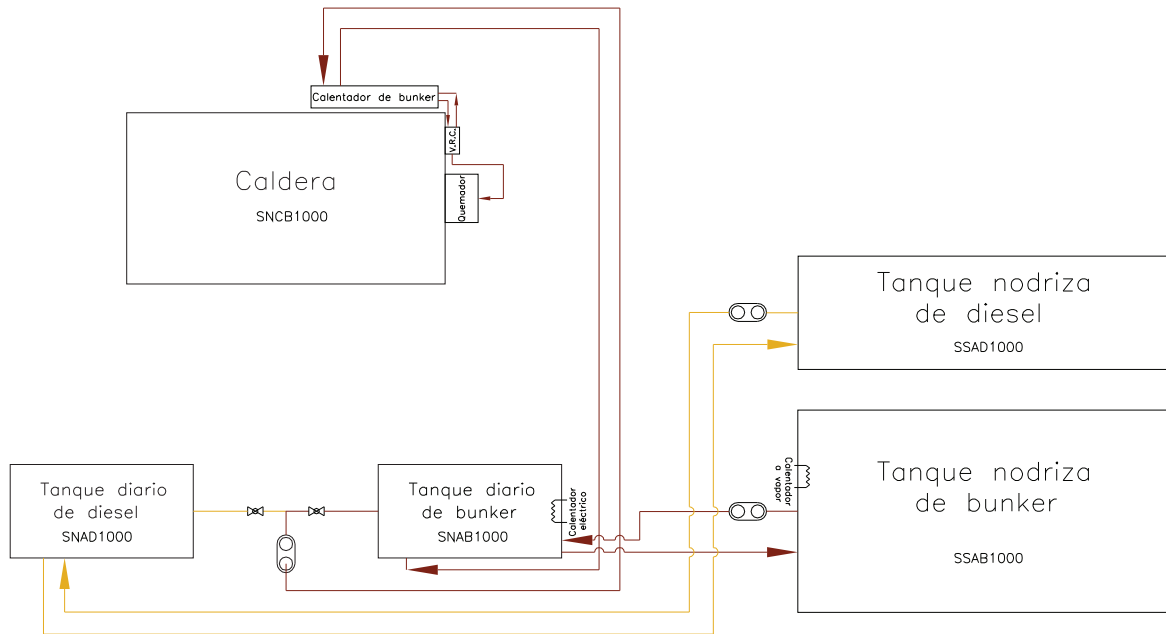 Calentador de bunker
V.R.C.
Caldera
SNCB1000
Quemador
Tanque nodriza
de diesel
SSAD1000
Tanque nodriza
de bunker
SSAB1000
Calentador
a vapor
Tanque diario
de diesel
SNAD1000
Tanque diario
de bunker
SNAB1000
Calentador
eléctrico